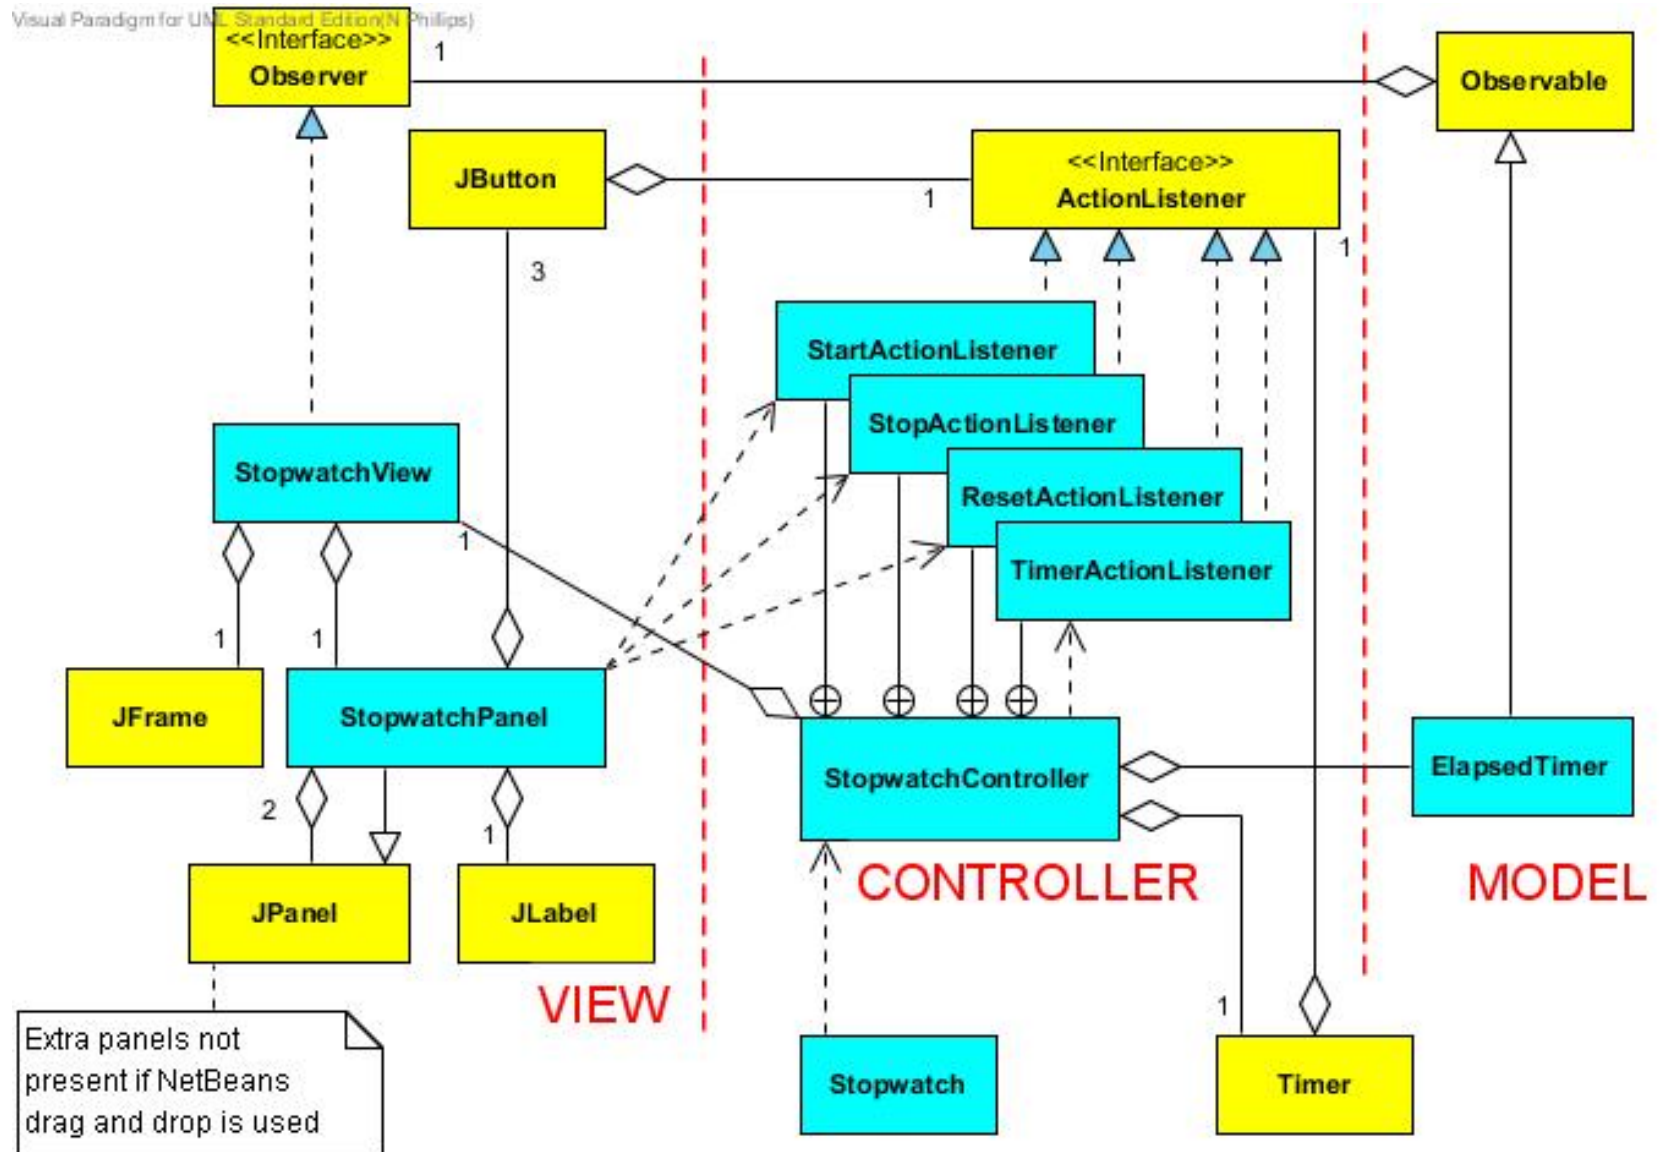 Visual Paradigm for UML Standard Edition(N Phillips)
<<Interface>>
Observer
1
Observable
JButton
<<Interface>>
ActionListener
1
1
3
StartActionListener
StopActionListener
StopwatchView
ResetActionListener
1
TimerActionListener
1
1
JFrame
StopwatchPanel
StopwatchController
ElapsedTimer
2
1
JPanel
JLabel
CONTROLLER
MODEL
VIEW
1
Extra panels not
present if NetBeans
drag and drop is used
Stopwatch
Timer